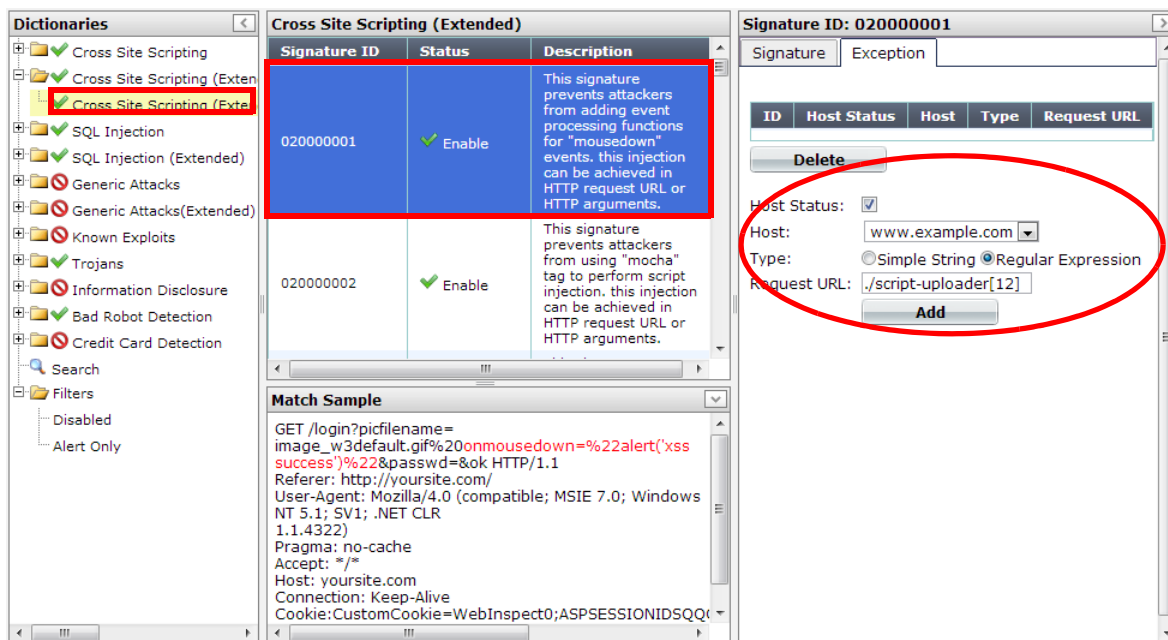 Dictionaries
Cross Site Scripting
Cross Site Scripting (Exten
Cross Site Scripting (Exte
SQL Injection
SQL Injection (Extended)
Generic Attacks
Generic Attacks(Extended)
Known Exploits
Trojans
Information Disclosure
Bad Robot Detection
Credit Card Detection
Search
Filters
Disabled
Alert Only
Cross Site Scripting (Extended)
Signature ID Status Description
020000001 Enable
This signature
prevents attackers
from adding event
processing functions
for "mousedown"
events. this injection
can be achieved in
HTTP request URL or
HTTP arguments.
020000002 Enable
This signature
prevents attackers
from using "mocha"
tag to perform script
injection. this injection
can be achieved in
HTTP request URL or
HTTP arguments.
Match Sample
GET /login?picfilename=
image_w3default.gif%20onmousedown=%22alert('xss
success')%22&passwd=&ok HTTP/1.1
Referer: http://yoursite.com/
User-Agent: Mozilla/4.0 (compatible; MSIE 7.0; Windows
NT 5.1; SV1; .NET CLR
1.1.4322)
Pragma: no-cache
Accept: */*
Host: yoursite.com
Connection: Keep-Alive
Cookie:CustomCookie=WebInspect0;ASPSESSIONIDSQQ
Signature ID: 020000001
Signature Exception
ID Host Status Host Type Request URL
Delete
Host Status:
Host: www.example.com
Type: Simple String Regular Expression
Request URL: ./script-uploader[12]
Add